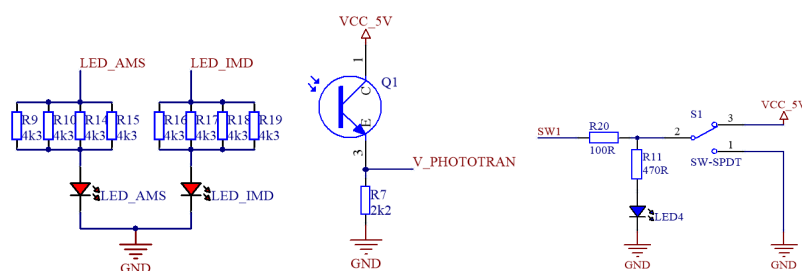 LED_AMS
LED_IMD
R9
4k3
R10
4k3
R14
4k3
R15
4k3
R16
4k3
R17
4k3
R18
4k3
R19
4k3
LED_AMS
LED_IMD
GND
VCC_5V
1
C
Q1
E
3
V_PHOTOTRAN
R7
2k2
GND
SW1
R20
100R
R11
470R
LED4
GND
S1
2
3
1
SW-SPDT
VCC_5V
GND